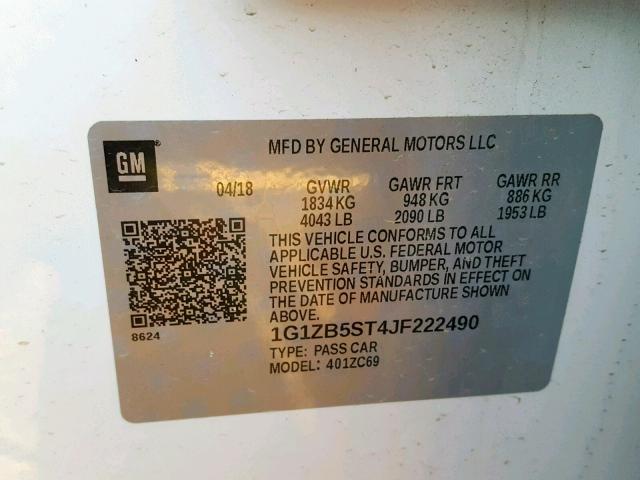 GM
MFD BY GENERAL MOTORS LLC
04/18 GVWR GAWR FRT GAWR RR
1834 KG 948 KG 886 KG
4043 LB 2090 LB 1953 LB
THIS VEHICLE CONFORMS TO ALL
APPLICABLE U.S. FEDERAL MOTOR
VEHICLE SAFETY, BUMPER, AND THEFT
PREVENTION STANDARDS IN EFFECT ON
THE DATE OF MANUFACTURE SHOWN
ABOVE.
8624
1G1ZB5ST4JF222490
TYPE: PASS CAR
MODEL: 401ZC69